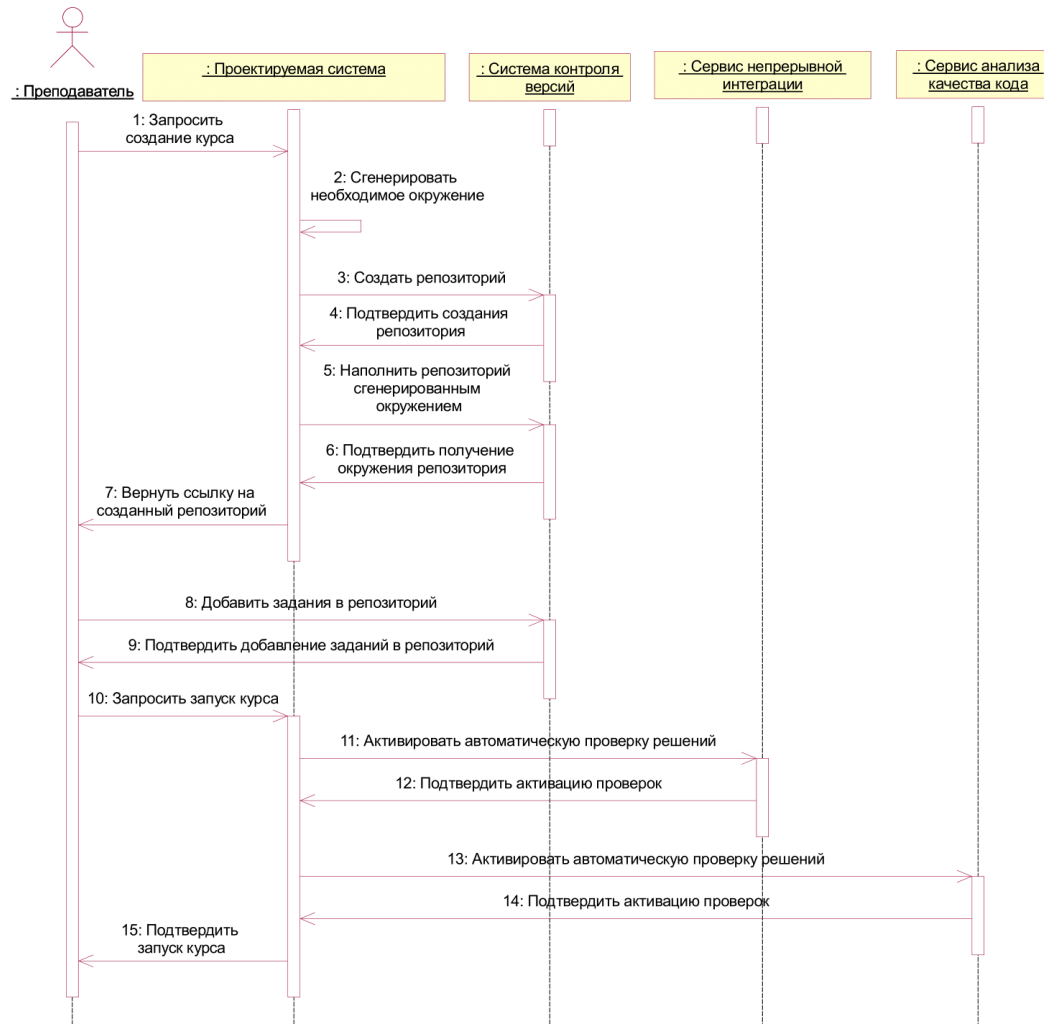 : Преподаватель
: Проектируемая система
: Система контроля
версий
: Сервис непрерывной
интеграции
: Сервис анализа
качества кода
1: Запросить
создание курса
2: Сгенерировать
необходимое окружение
3: Создать репозиторий
4: Подтвердить создания
репозитория
5: Наполнить репозиторий
сгенерированным
окружением
6: Подтвердить получение
окружения репозитория
7: Вернуть ссылку на
созданный репозиторий
8: Добавить задания в репозиторий
9: Подтвердить добавление заданий в репозиторий
10: Запросить запуск курса
11: Активировать автоматическую проверку решений
12: Подтвердить активацию проверок
13: Активировать автоматическую проверку решений
14: Подтвердить активацию проверок
15: Подтвердить
запуск курса